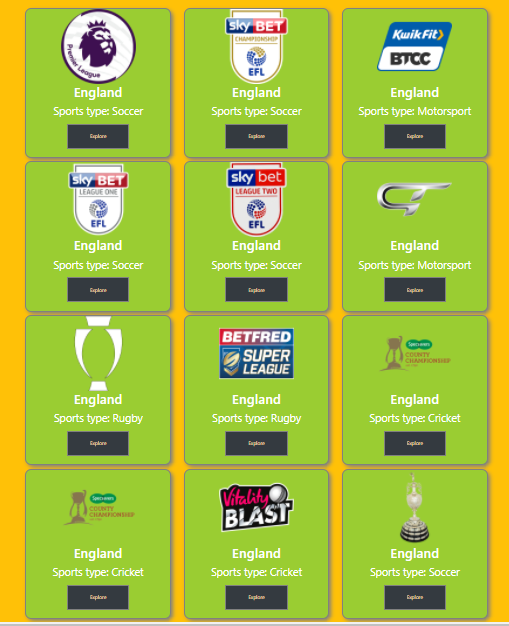 Premier League
sky BET
CHAMPIONSHIP
EFL
KwikFit
BTCC
England
England
England
Sports type: Soccer
Sports type: Soccer
Sports type: Motorsport
Explore
Explore
Explore
sky BET
LEAGUE ONE
EFL
sky bet
LEAGUE TWO
EFL
England
England
England
Sports type: Soccer
Sports type: Soccer
Sports type: Motorsport
Explore
Explore
Explore
BETFRED
SUPER
LEAGUE
Specsavers
COUNTY
CHAMPIONSHIP
England
England
England
Sports type: Rugby
Sports type: Rugby
Sports type: Cricket
Explore
Explore
Explore
Specsavers
COUNTY
CHAMPIONSHIP
Vitality
BLAST
England
England
England
Sports type: Cricket
Sports type: Cricket
Sports type: Soccer
Explore
Explore
Explore